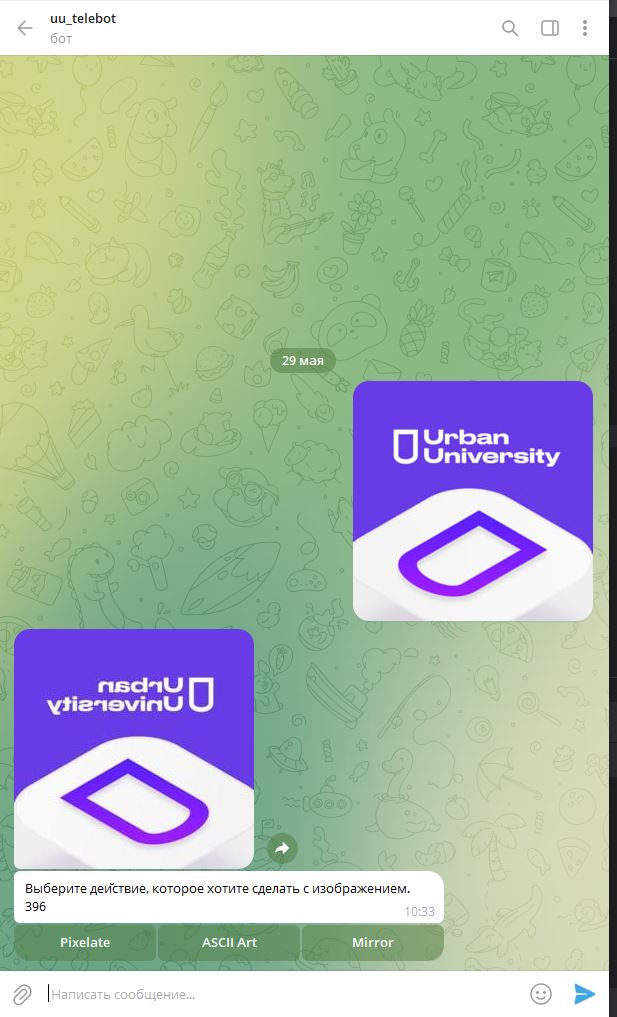 uu_telebot
бот
29 мая
Urban
University
Urban
University
Выберите действие, которое хотите сделать с изображением.
396
10:33
Pixelate
ASCII Art
Mirror
Написать сообщение...